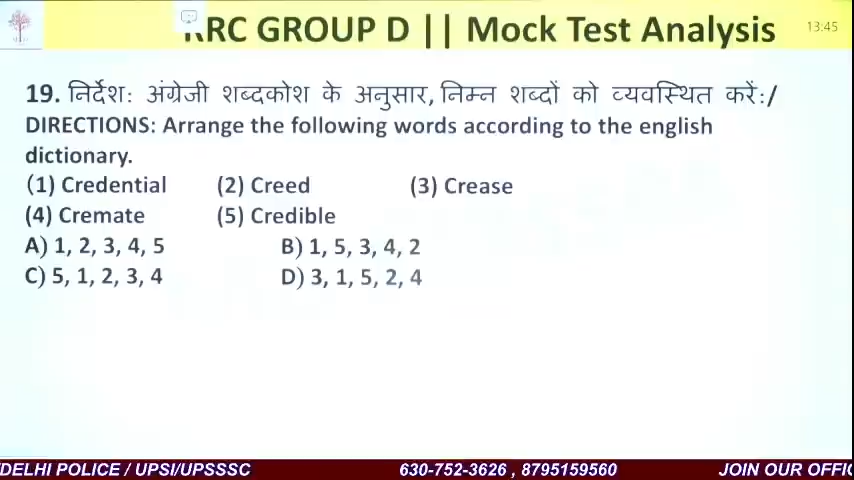 RRC GROUP D || Mock Test Analysis
13:45
19. निर्देश: अंग्रेजी शब्दकोश के अनुसार, निम्न शब्दों को व्यवस्थित करें:/
DIRECTIONS: Arrange the following words according to the english
dictionary.
(1) Credential (2) Creed (3) Crease
(4) Cremate (5) Credible
A) 1, 2, 3, 4, 5 B) 1, 5, 3, 4, 2
C) 5, 1, 2, 3, 4 D) 3, 1, 5, 2, 4
DELHI POLICE / UPSI/UPSSSC 630-752-3626 , 8795159560 JOIN OUR OFFIC